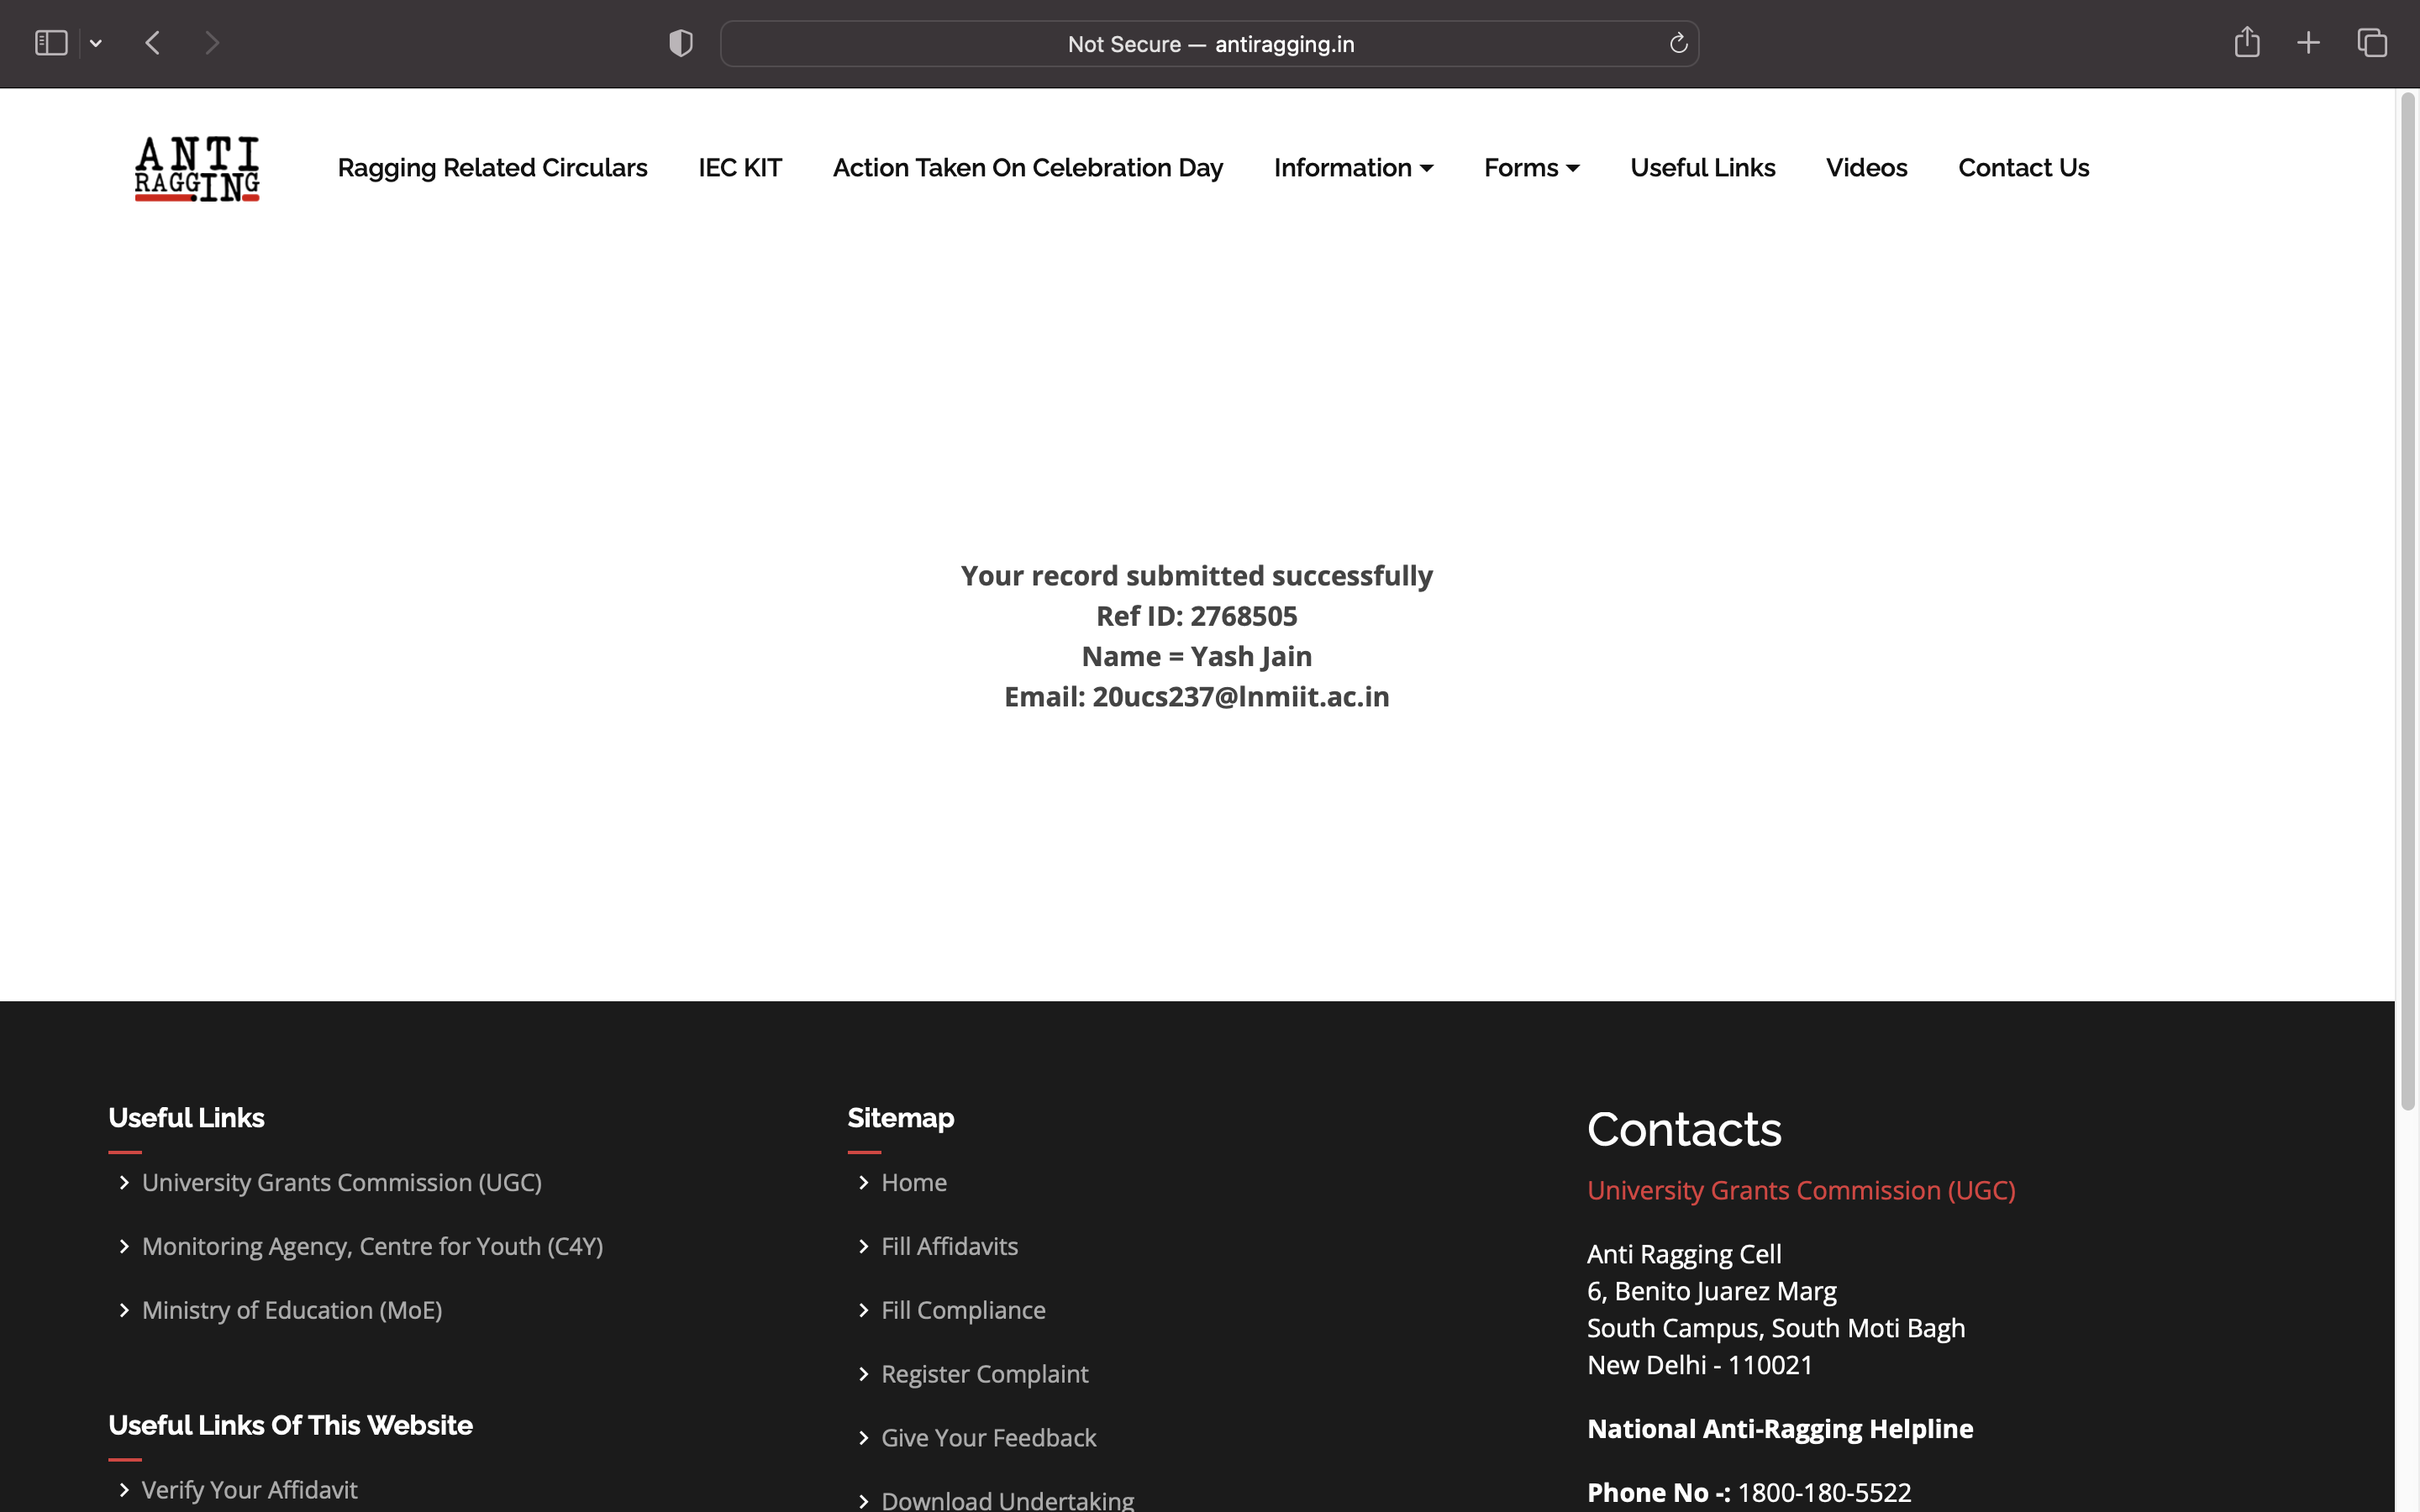 Not Secure — antiragging.in
ANTI
RAGGING
Ragging Related Circulars
IEC KIT
Action Taken On Celebration Day
Information
Forms
Useful Links
Videos
Contact Us
Your record submitted successfully
Ref ID: 2768505
Name = Yash Jain
Email: 20ucs237@lnmiit.ac.in
Useful Links
University Grants Commission (UGC)
Monitoring Agency, Centre for Youth (C4Y)
Ministry of Education (MoE)
Useful Links Of This Website
Verify Your Affidavit
Sitemap
Home
Fill Affidavits
Fill Compliance
Register Complaint
Give Your Feedback
Download Undertaking
Contacts
University Grants Commission (UGC)
Anti Ragging Cell
6, Benito Juarez Marg
South Campus, South Moti Bagh
New Delhi - 110021
National Anti-Ragging Helpline
Phone No -: 1800-180-5522